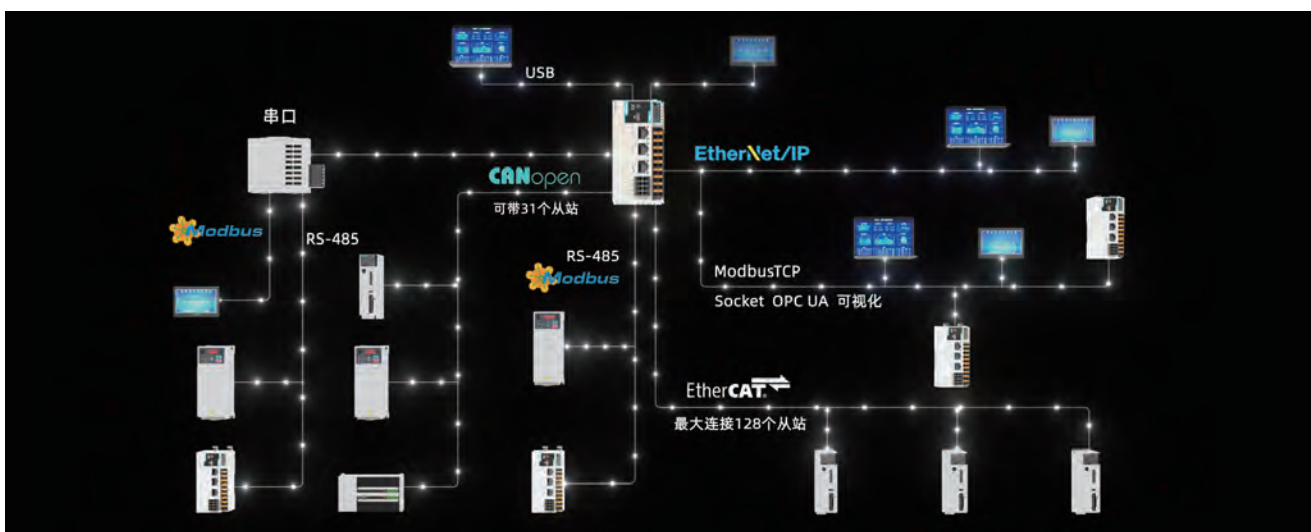 USB
串口
EtherNet/IP
CANopen
可带31个从站
Modbus
RS-485
RS-485
Modbus
ModbusTCP
Socket OPC UA 可视化
EtherCAT
最大连接128个从站